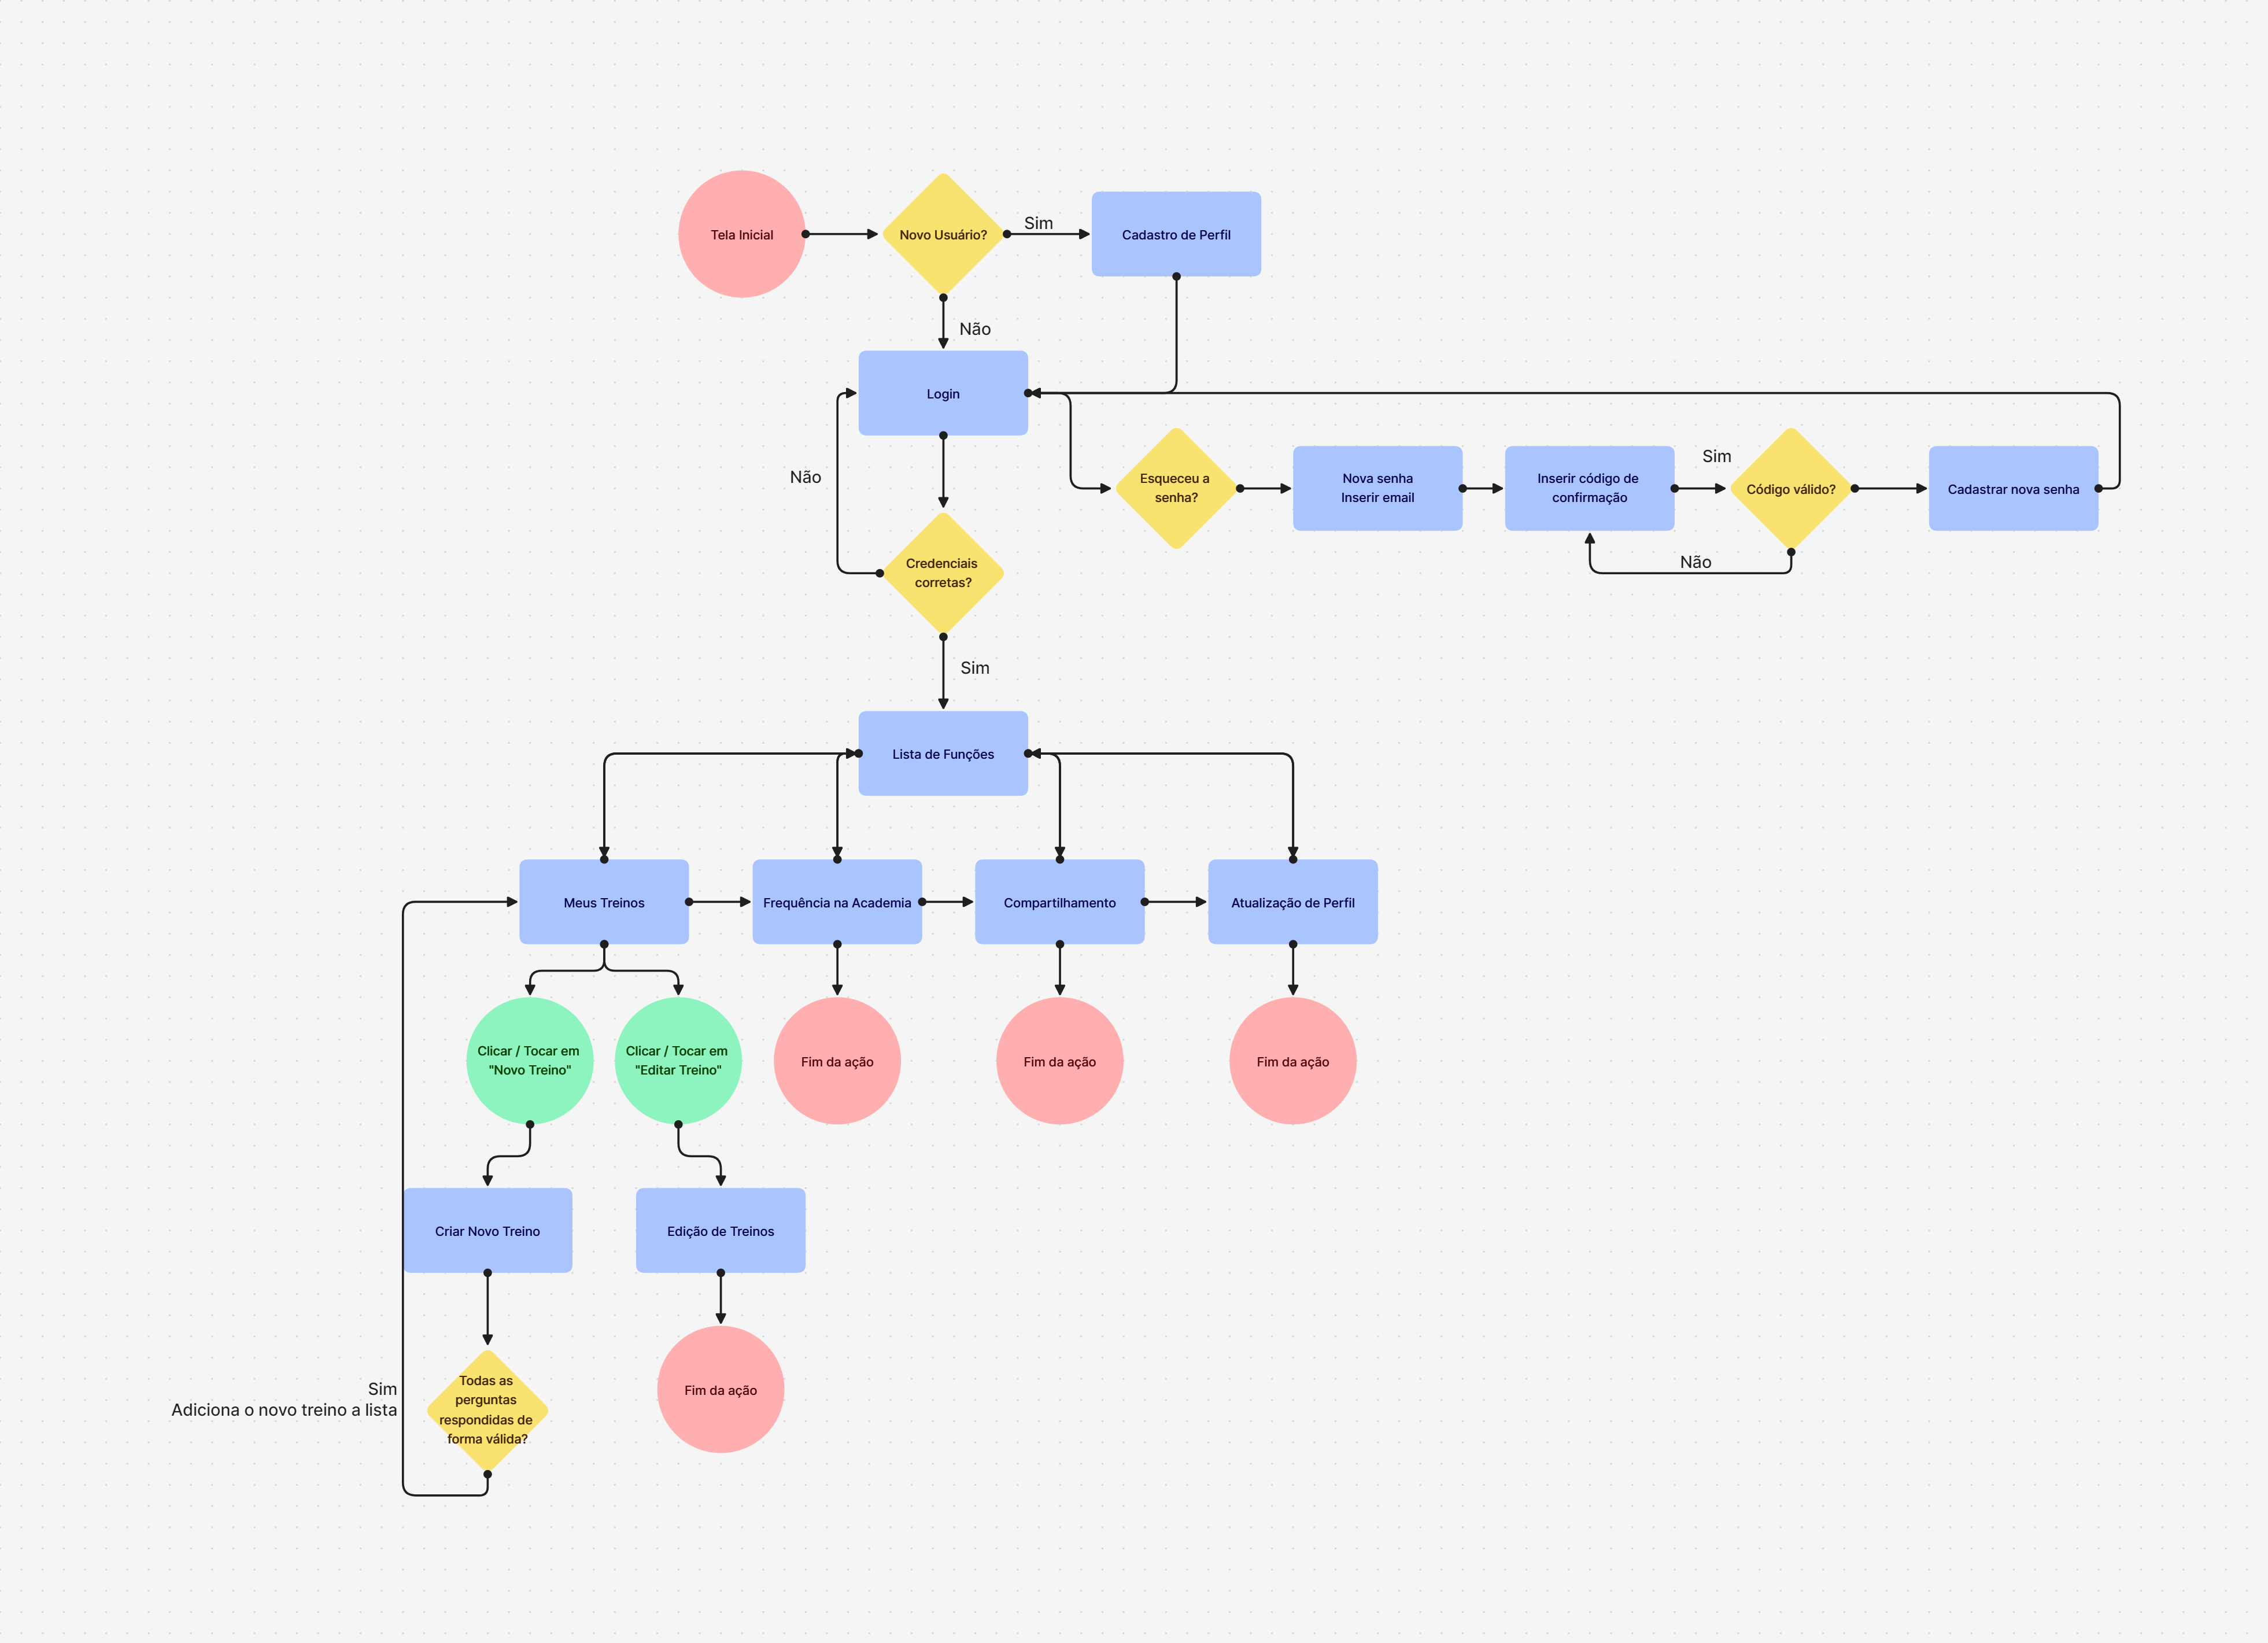 Tela Inicial
Novo Usuário?
Sim
Cadastro de Perfil
Não
Login
Não
Esqueceu a
senha?
Nova senha
Inserir email
Inserir código de
confirmação
Sim
Código válido?
Cadastrar nova senha
Não
Credenciais
corretas?
Sim
Lista de Funções
Meus Treinos
Frequência na Academia
Compartilhamento
Atualização de Perfil
Clicar / Tocar em
"Novo Treino"
Clicar / Tocar em
"Editar Treino"
Fim da ação
Fim da ação
Fim da ação
Criar Novo Treino
Edição de Treinos
Sim
Adiciona o novo treino a lista
Todas as
perguntas
respondidas de
forma válida?
Fim da ação